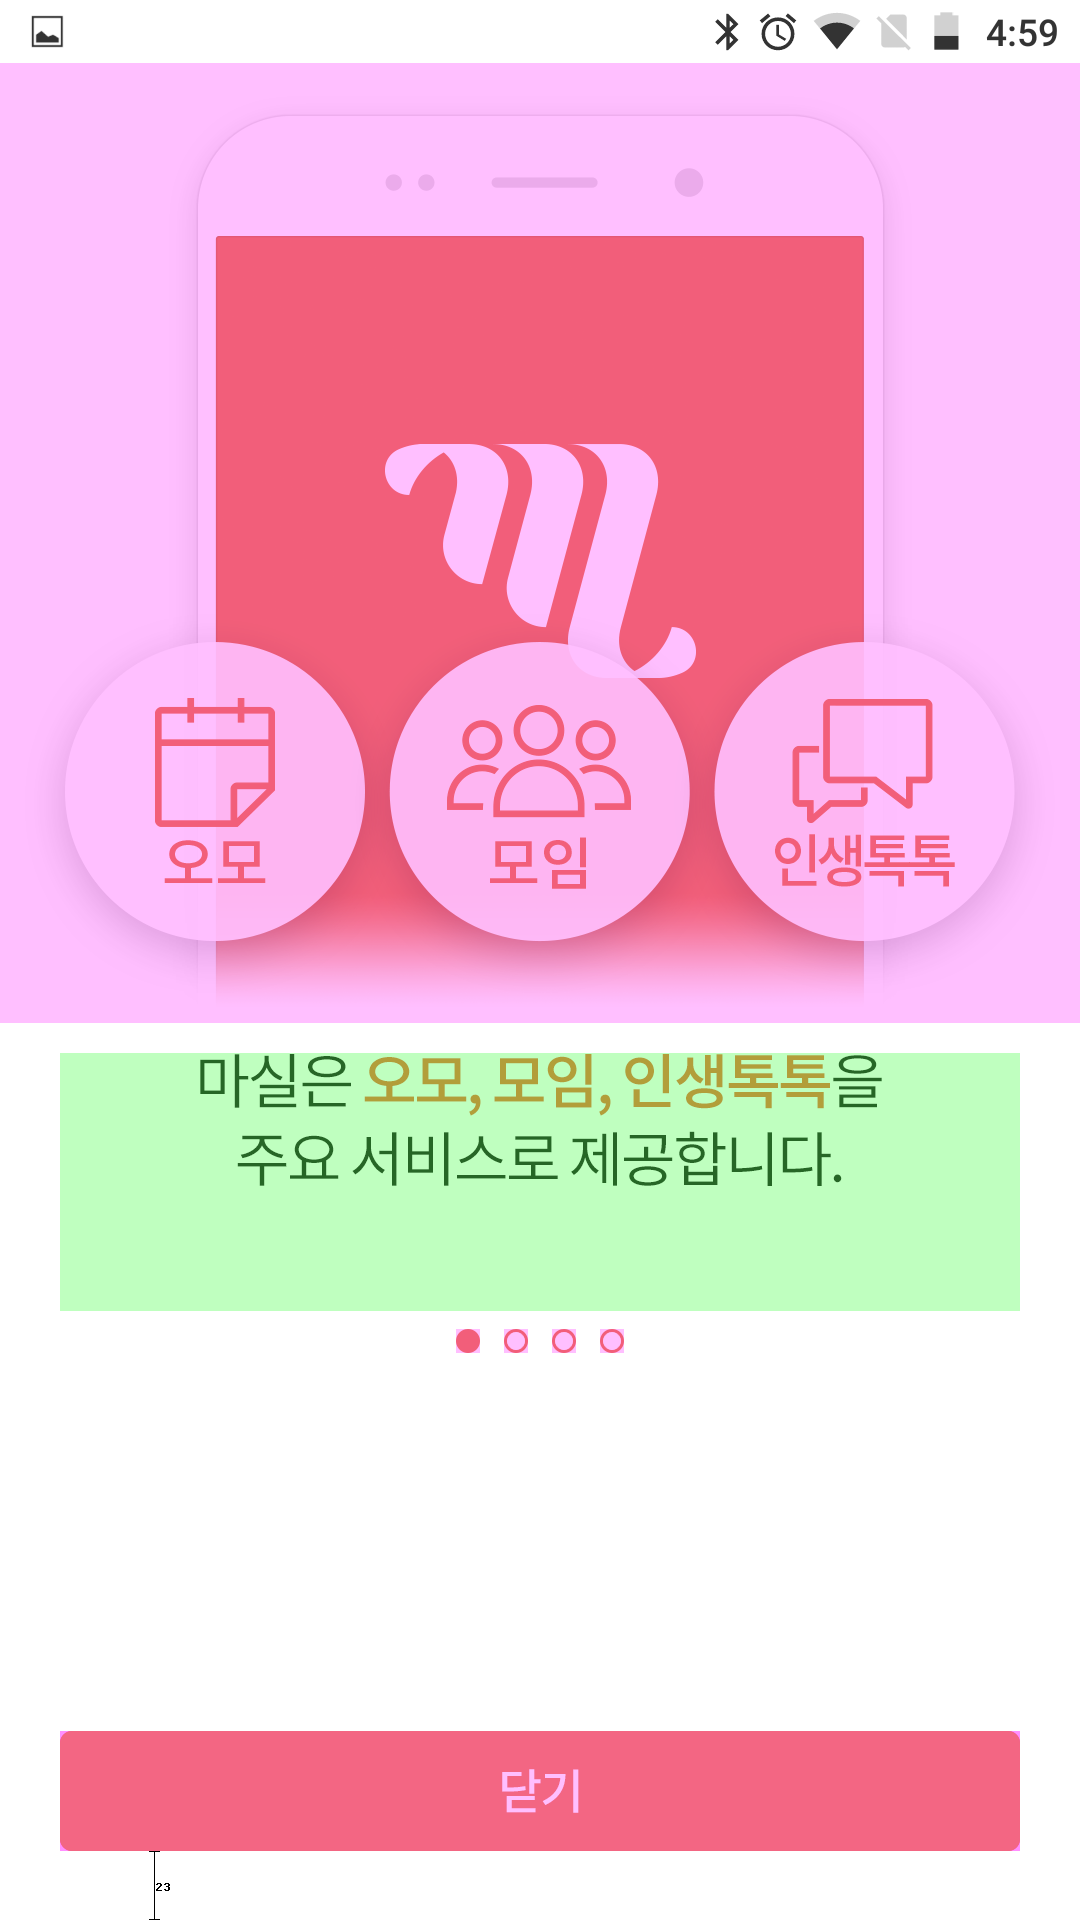 4:59
오모
모임
인생톡톡
마실은 오모, 모임, 인생톡톡을
주요 서비스로 제공합니다.
닫기
23